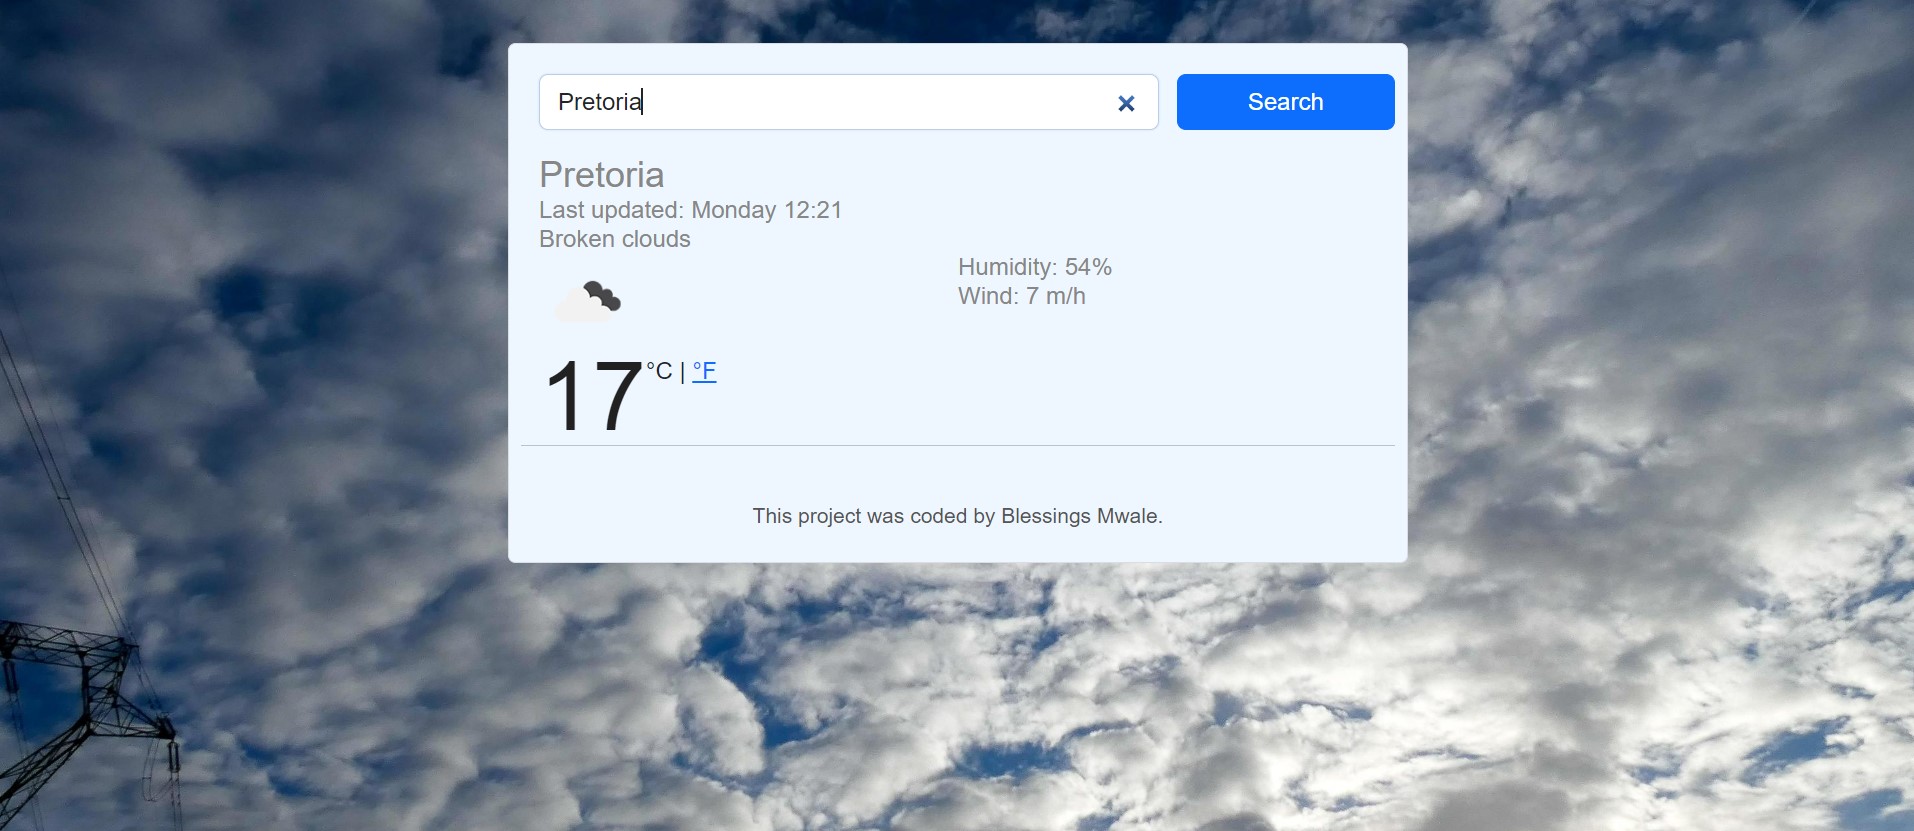 Pretoria
Search
Pretoria
Last updated: Monday 12:21
Broken clouds
Humidity: 54%
Wind: 7 m/h
17 °C | °F
This project was coded by Blessings Mwale.